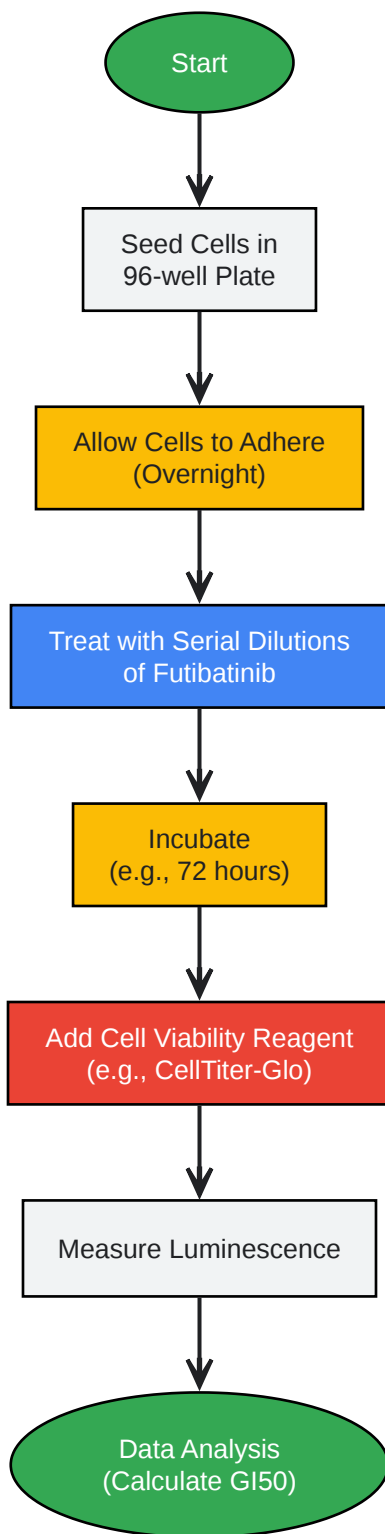 Start
Seed Cells in
96-well Plate
Allow Cells to Adhere
(Overnight)
Treat with Serial Dilutions
of Futibatinib
Incubate
(e.g., 72 hours)
Add Cell Viability Reagent
(e.g., CellTiter-Glo)
Measure Luminescence
Data Analysis
(Calculate GI50)